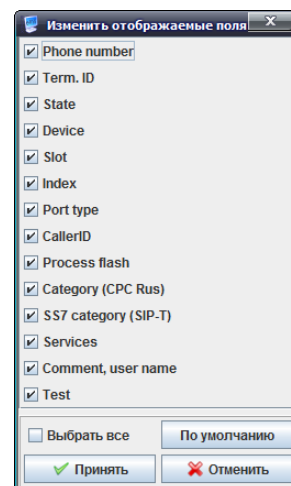 Изменить отображаемые поля
Phone number
Term. ID
State
Device
Slot
Index
Port type
CallerID
Process flash
Category (CPC Rus)
SS7 category (SIP-T)
Services
Comment, user name
Test
Выбрать все
По умолчанию
Принять
Отменить